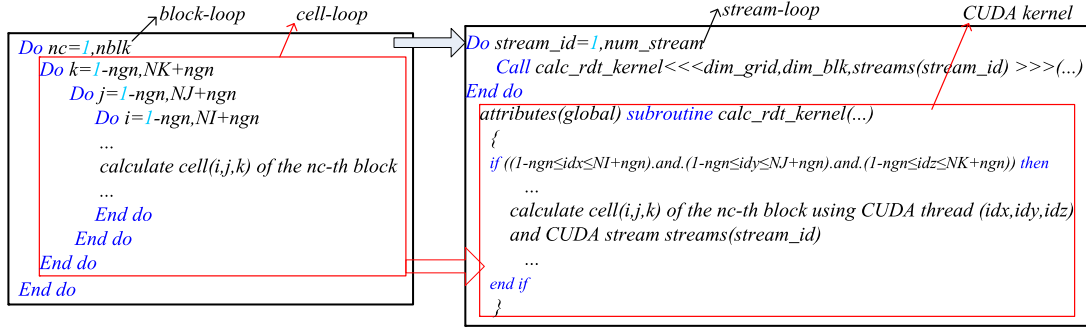 block-loop
cell-loop
Do nc=1,nblk
Do k=1-ngn,NK+ngn
Do j=1-ngn,NJ+ngn
Do i=1-ngn,NI+ngn
...
calculate cell(i,j,k) of the nc-th block
...
End do
End do
End do
End do
stream-loop
CUDA kernel
Do stream_id=1,num_stream
Call calc_rdt_kernel<<<dim_grid,dim_blk,streams(stream_id) >>>(...)
End do
attributes(global) subroutine calc_rdt_kernel(...)
{
if ((1-ngn≤idx≤NI+ngn).and.(1-ngn≤idy≤NJ+ngn).and.(1-ngn≤idz≤NK+ngn)) then
...
calculate cell(i,j,k) of the nc-th block using CUDA thread (idx,idy,idz)
and CUDA stream streams(stream_id)
...
end if
}